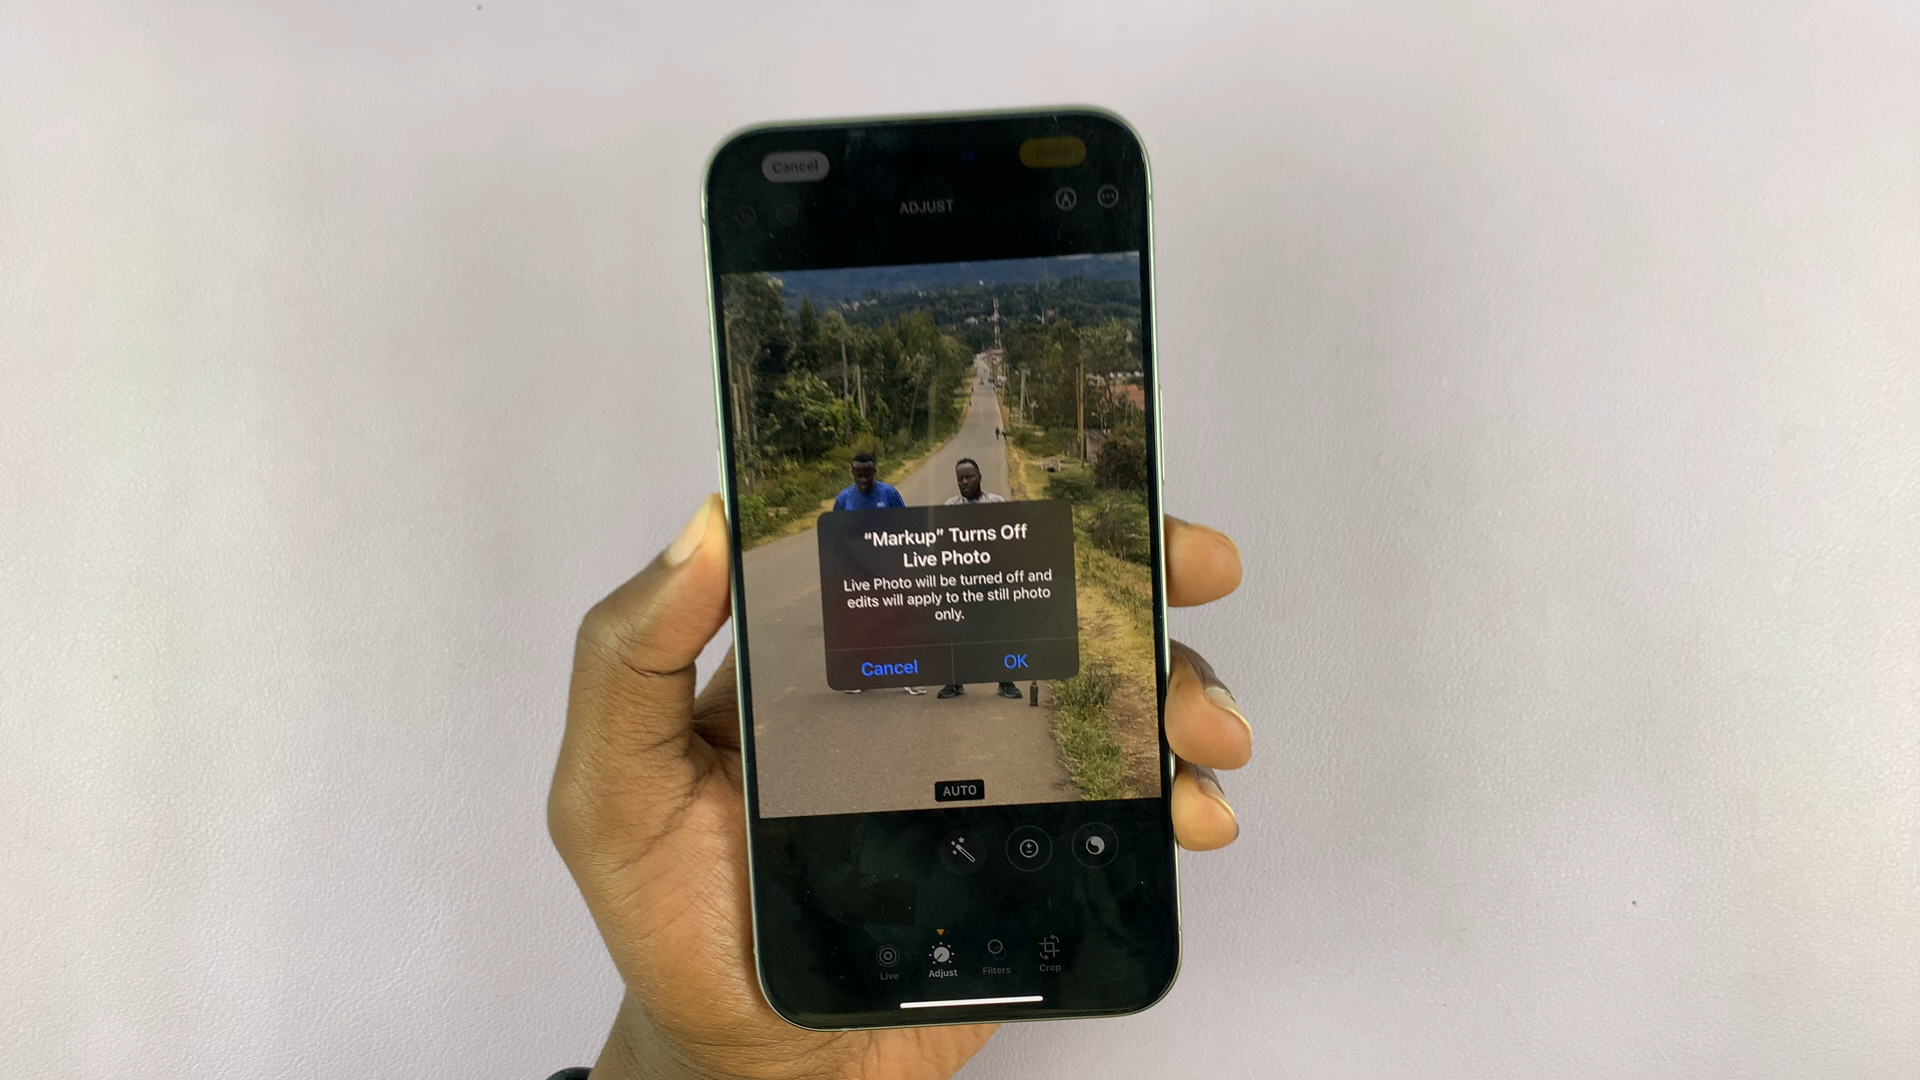 Cancel
Done
ADJUST
“Markup” Turns Off
Live Photo
Live Photo will be turned off and
edits will apply to the still photo
only.
Cancel
OK
AUTO
Live
Adjust
Filters
Crop